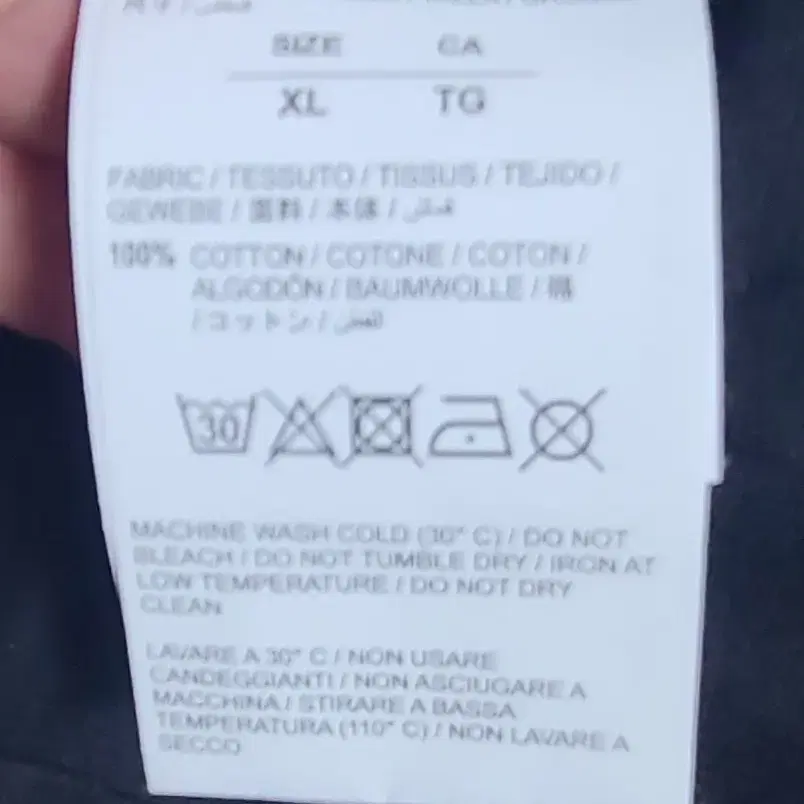 SIZE CA
XL TG
FABRIC / TESSUTO / TISSUS / TEJIDO /
GEWEBE / 面料 / 本体 / قماش
100% COTTON / COTONE / COTON /
ALGODÓN / BAUMWOLLE / 棉
/ コットン / القطن
30
MACHINE WASH COLD (30° C) / DO NOT
BLEACH / DO NOT TUMBLE DRY / IRON AT
LOW TEMPERATURE / DO NOT DRY
CLEAN
LAVARE A 30° C / NON USARE
CANDEGGIANTI / NON ASCIUGARE A
MACCHINA / STIRARE A BASSA
TEMPERATURA (110° C) / NON LAVARE A
SECCO